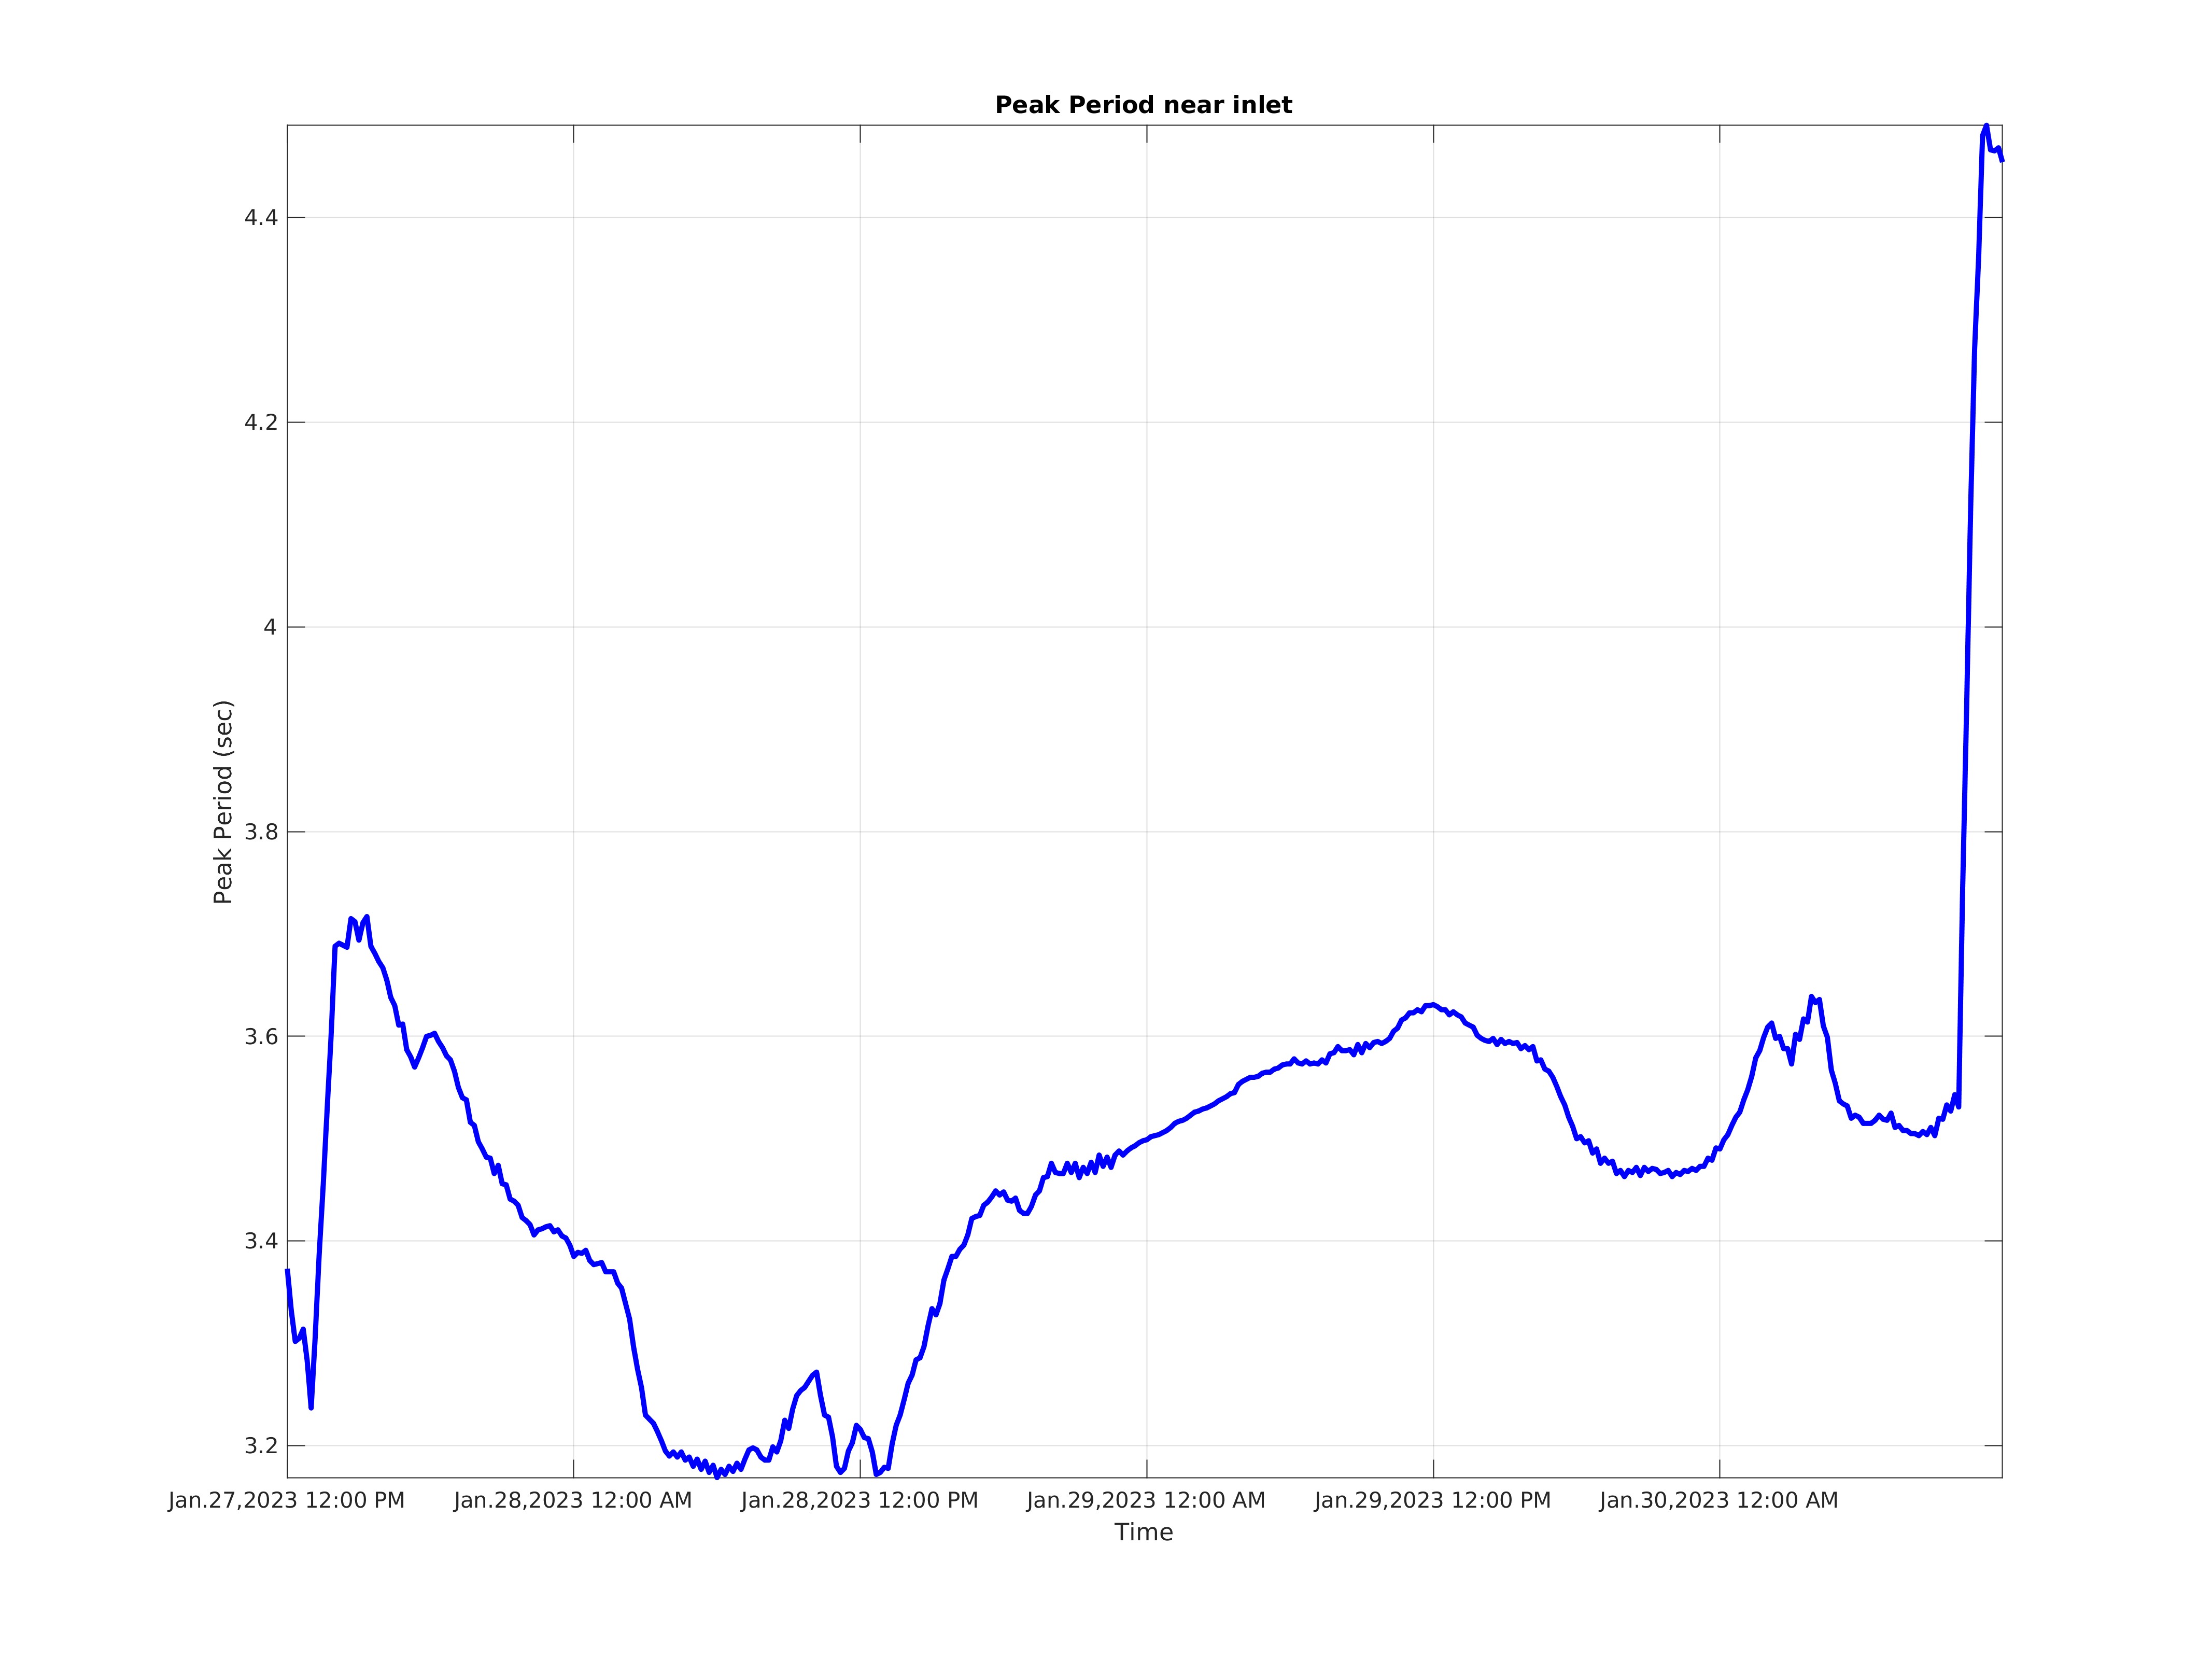 Peak Period near inlet
4.4
4.2
4
3.8
3.6
3.4
3.2
Peak Period (sec)
Jan.27,2023 12:00 PM
Jan.28,2023 12:00 AM
Jan.28,2023 12:00 PM
Jan.29,2023 12:00 AM
Jan.29,2023 12:00 PM
Jan.30,2023 12:00 AM
Time